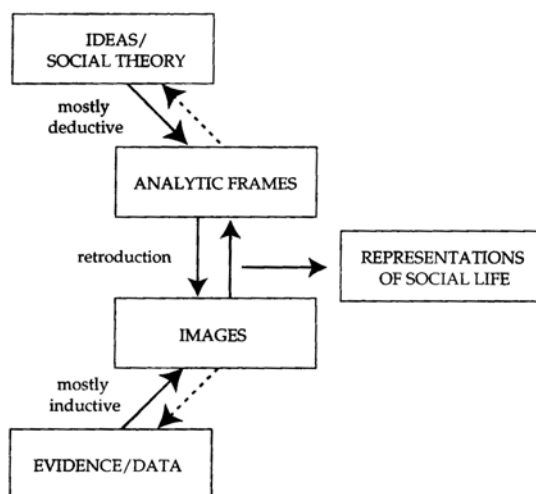 IDEAS/
SOCIAL THEORY
mostly
deductive
ANALYTIC FRAMES
retroduction
REPRESENTATIONS
OF SOCIAL LIFE
IMAGES
mostly
inductive
EVIDENCE/DATA